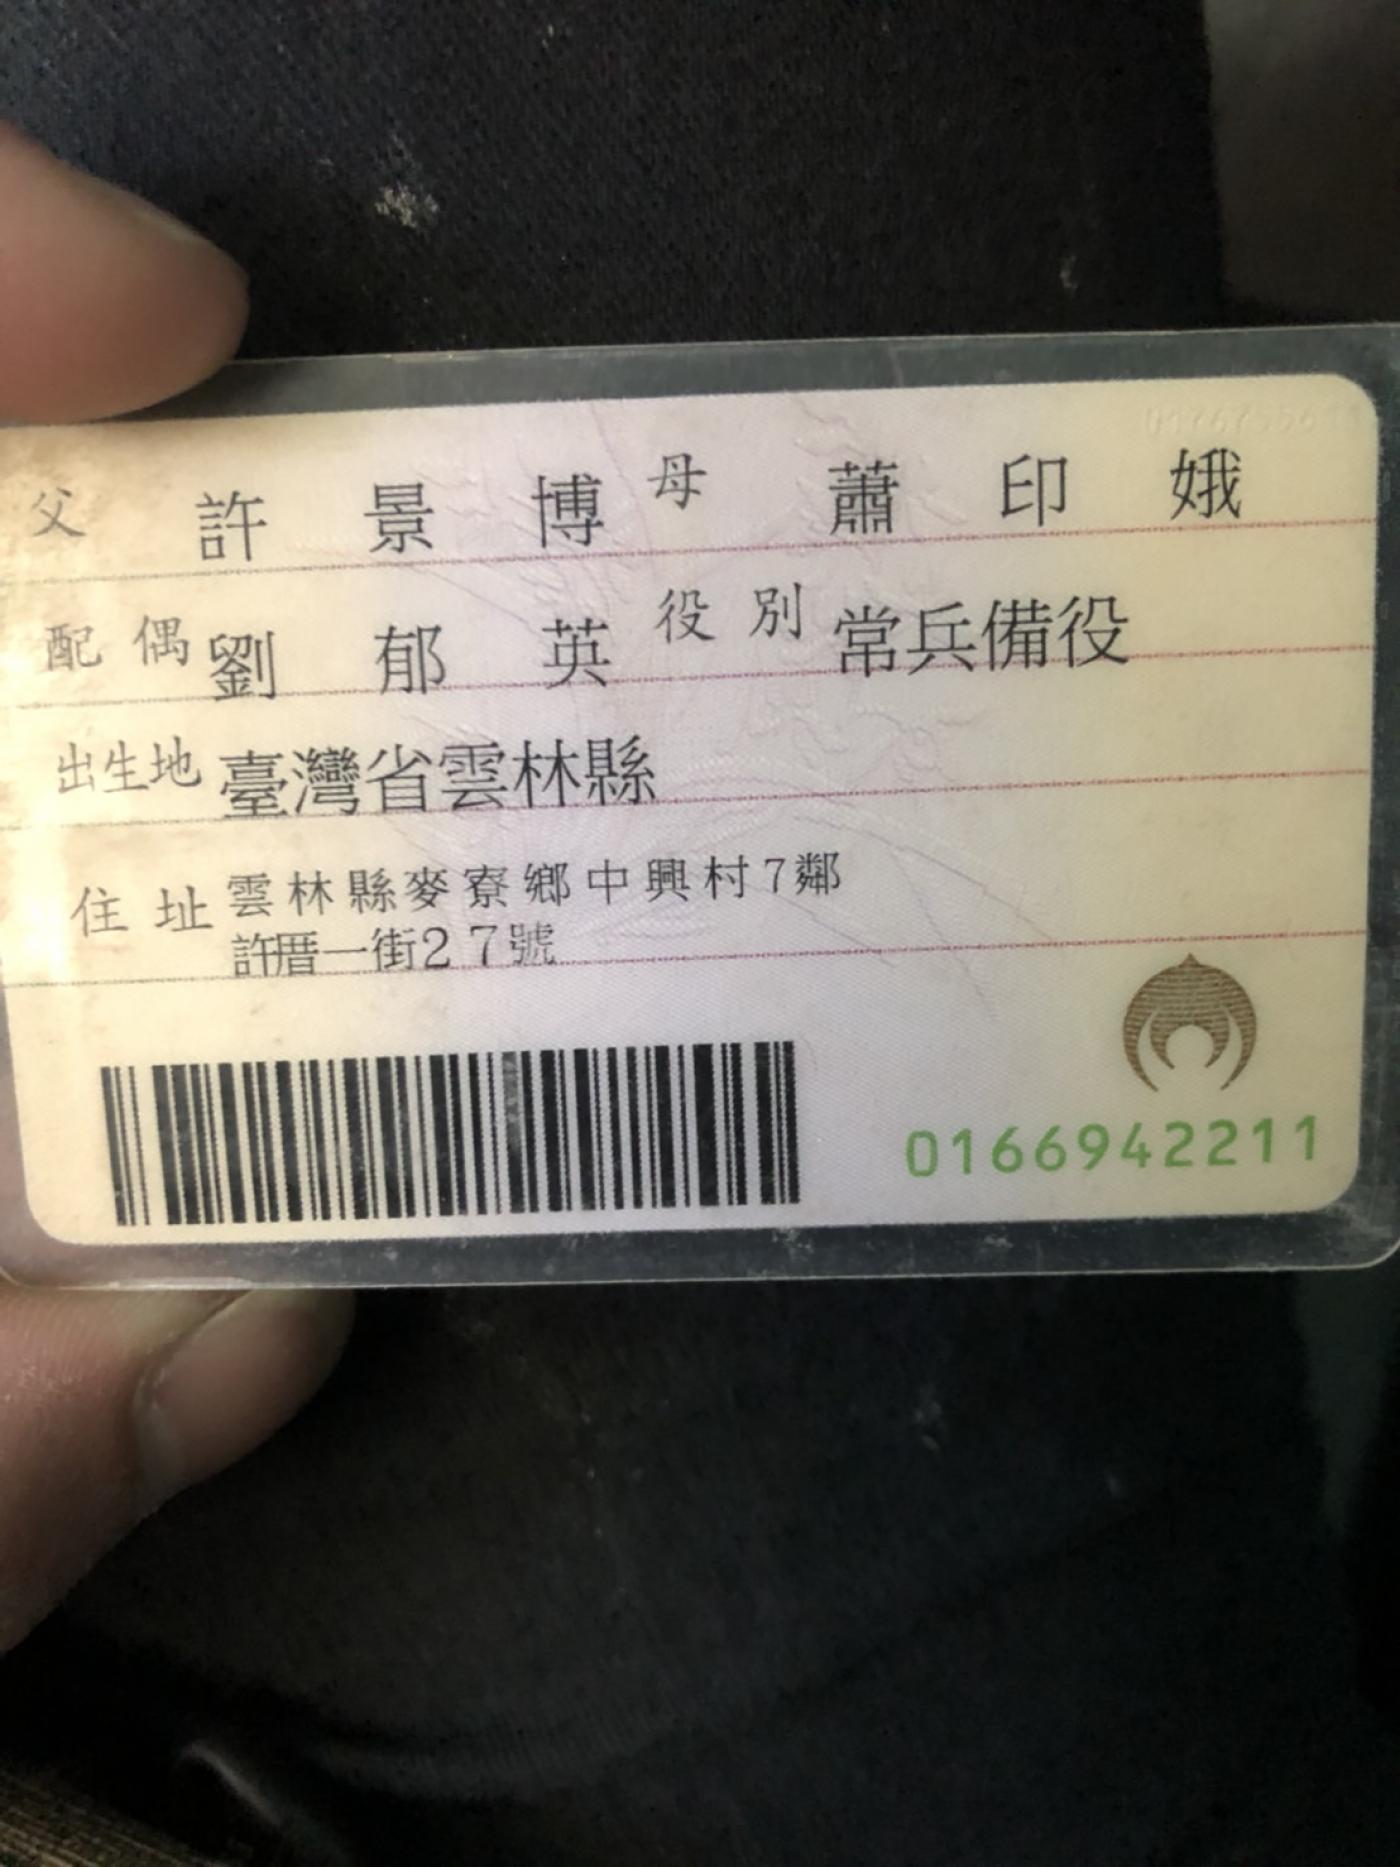 父 許景博 母 蕭印娥
配偶 劉郁英 役別 常兵備役
出生地 臺灣省雲林縣
住址 雲林縣麥寮鄉中興村7鄰
許厝一街27號
0166942211